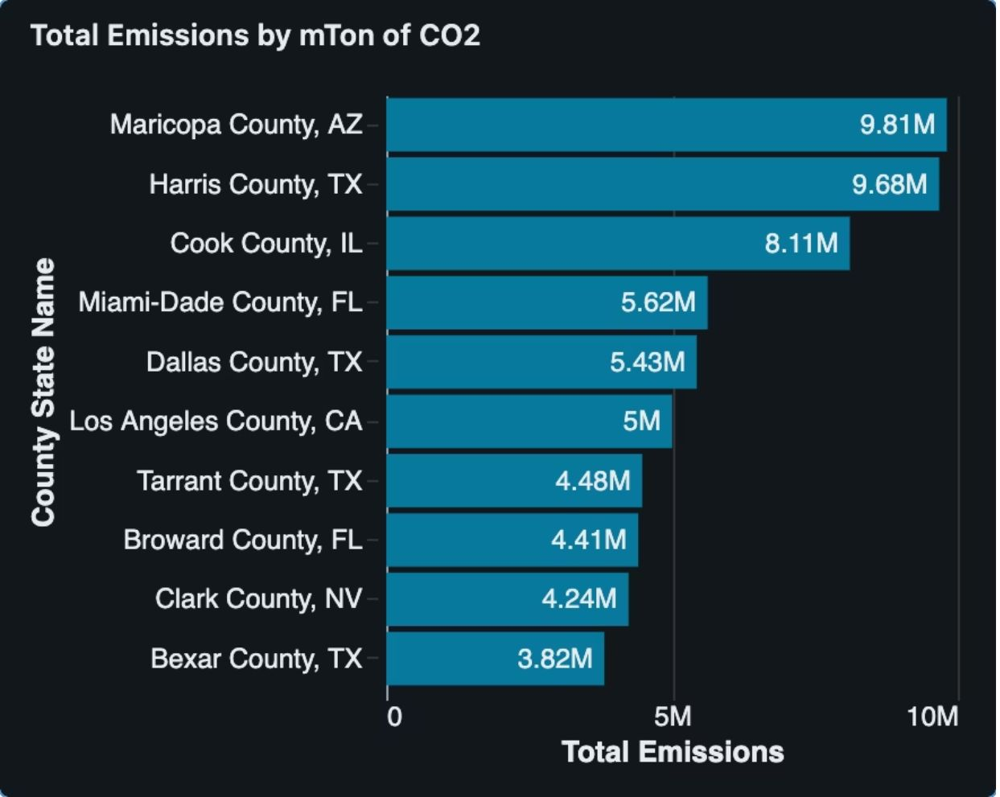 Total Emissions by mTon of CO2
County State Name
Maricopa County, AZ 9.81M
Harris County, TX 9.68M
Cook County, IL 8.11M
Miami-Dade County, FL 5.62M
Dallas County, TX 5.43M
Los Angeles County, CA 5M
Tarrant County, TX 4.48M
Broward County, FL 4.41M
Clark County, NV 4.24M
Bexar County, TX 3.82M
0 5M 10M
Total Emissions